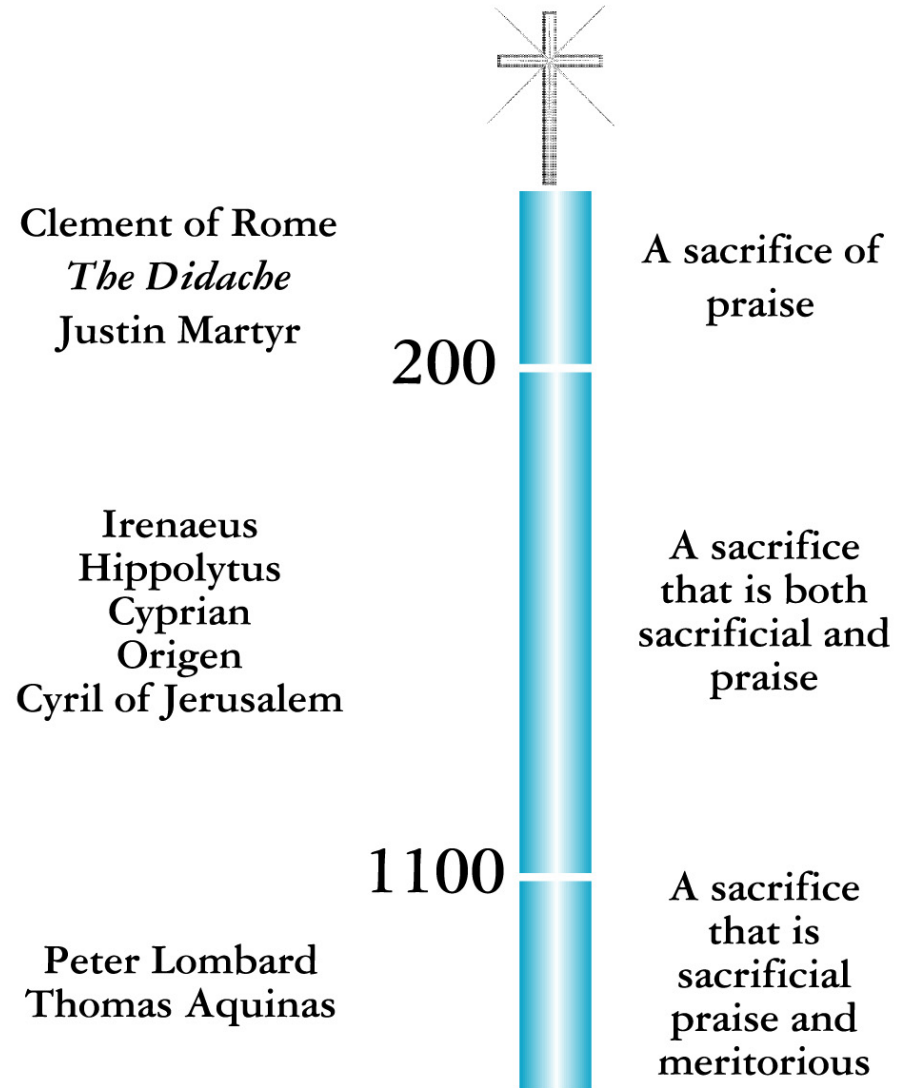 Clement of Rome
The Didache
Justin Martyr
A sacrifice of
praise
200
Irenaeus
Hippolytus
Cyprian
Origen
Cyril of Jerusalem
A sacrifice
that is both
sacrificial and
praise
1100
Peter Lombard
Thomas Aquinas
A sacrifice
that is
sacrificial
praise and
meritorious